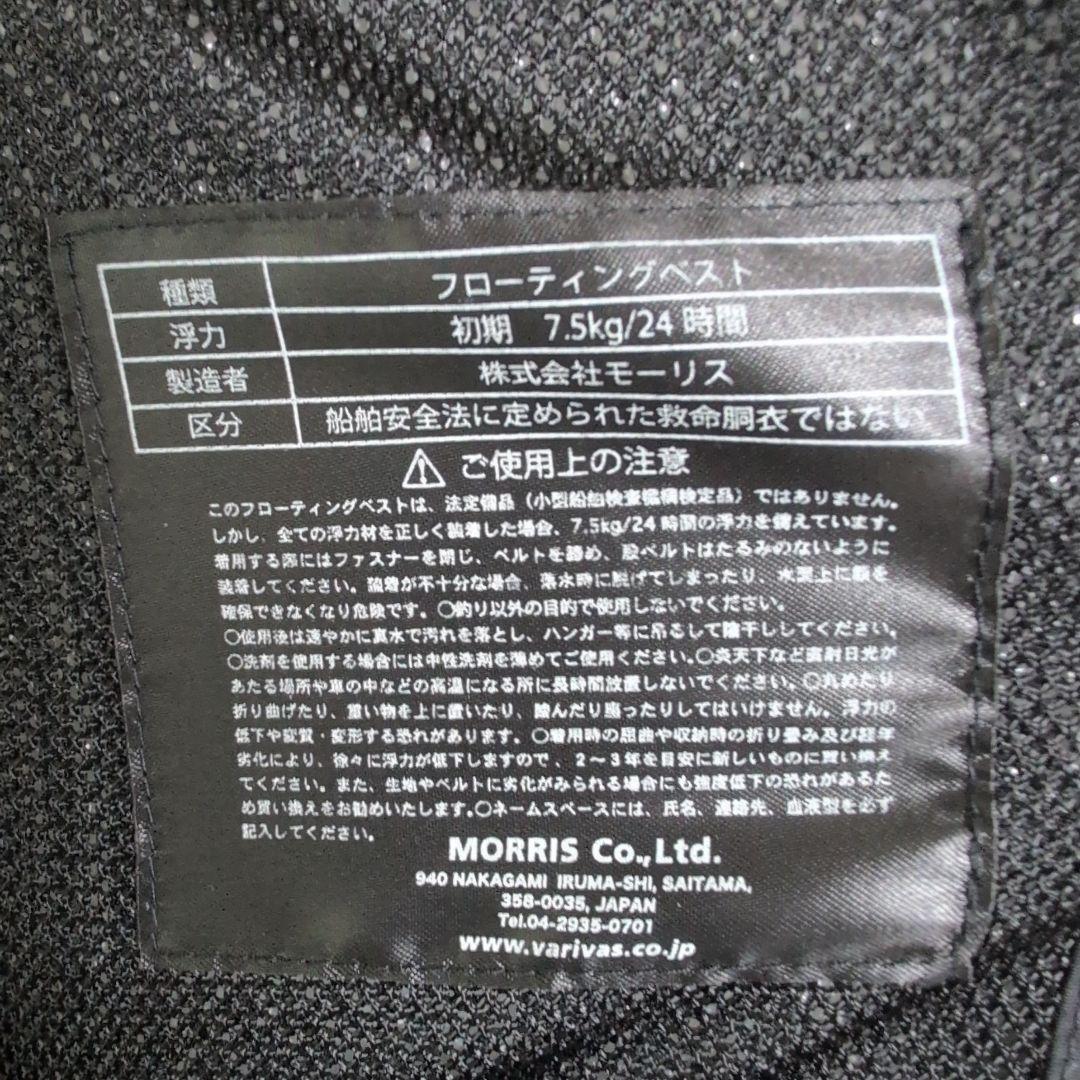 種類 フローティングベスト
浮力 初期 7.5kg/24時間
製造者 株式会社モーリス
区分 船舶安全法に定められた救命胴衣ではない
ご使用上の注意
このフローティングベストは、法定備品（小型船舶検査機構検定品）ではありません。
しかし、全ての浮力材を正しく装着した場合、7.5kg/24時間の浮力を備えています。
着用する際にはファスナーを閉じ、ベルトを締め、股ベルトはたるみのないように
装着してください。装着が不十分な場合、落水時に脱げてしまったり、水面上に顔を
確保できなくなり危険です。○釣り以外の目的で使用しないでください。
○使用後は速やかに真水で汚れを落とし、ハンガー等に吊るして陰干ししてください。
○洗剤を使用する場合には中性洗剤を薄めてご使用ください。○炎天下など直射日光が
あたる場所や車の中などの高温になる所に長時間放置しないでください。○丸めたり
折り曲げたり、重い物を上に置いたり、踏んだり座ったりしてはいけません。浮力の
低下や変質・変形する恐れがあります。○着用時の屈曲や収納時の折り畳み及び経年
劣化により、徐々に浮力が低下しますので、2～3年を目安に新しいものに買い換え
てください。また、生地やベルトに劣化がみられる場合にも強度低下の恐れがあるた
め買い換えをお勧めいたします。○ネームスペースには、氏名、連絡先、血液型を必ず
記入してください。
MORRIS Co.,Ltd.
940 NAKAGAMI IRUMA-SHI, SAITAMA,
358-0035, JAPAN
Tel.04-2935-0701
www.varivas.co.jp